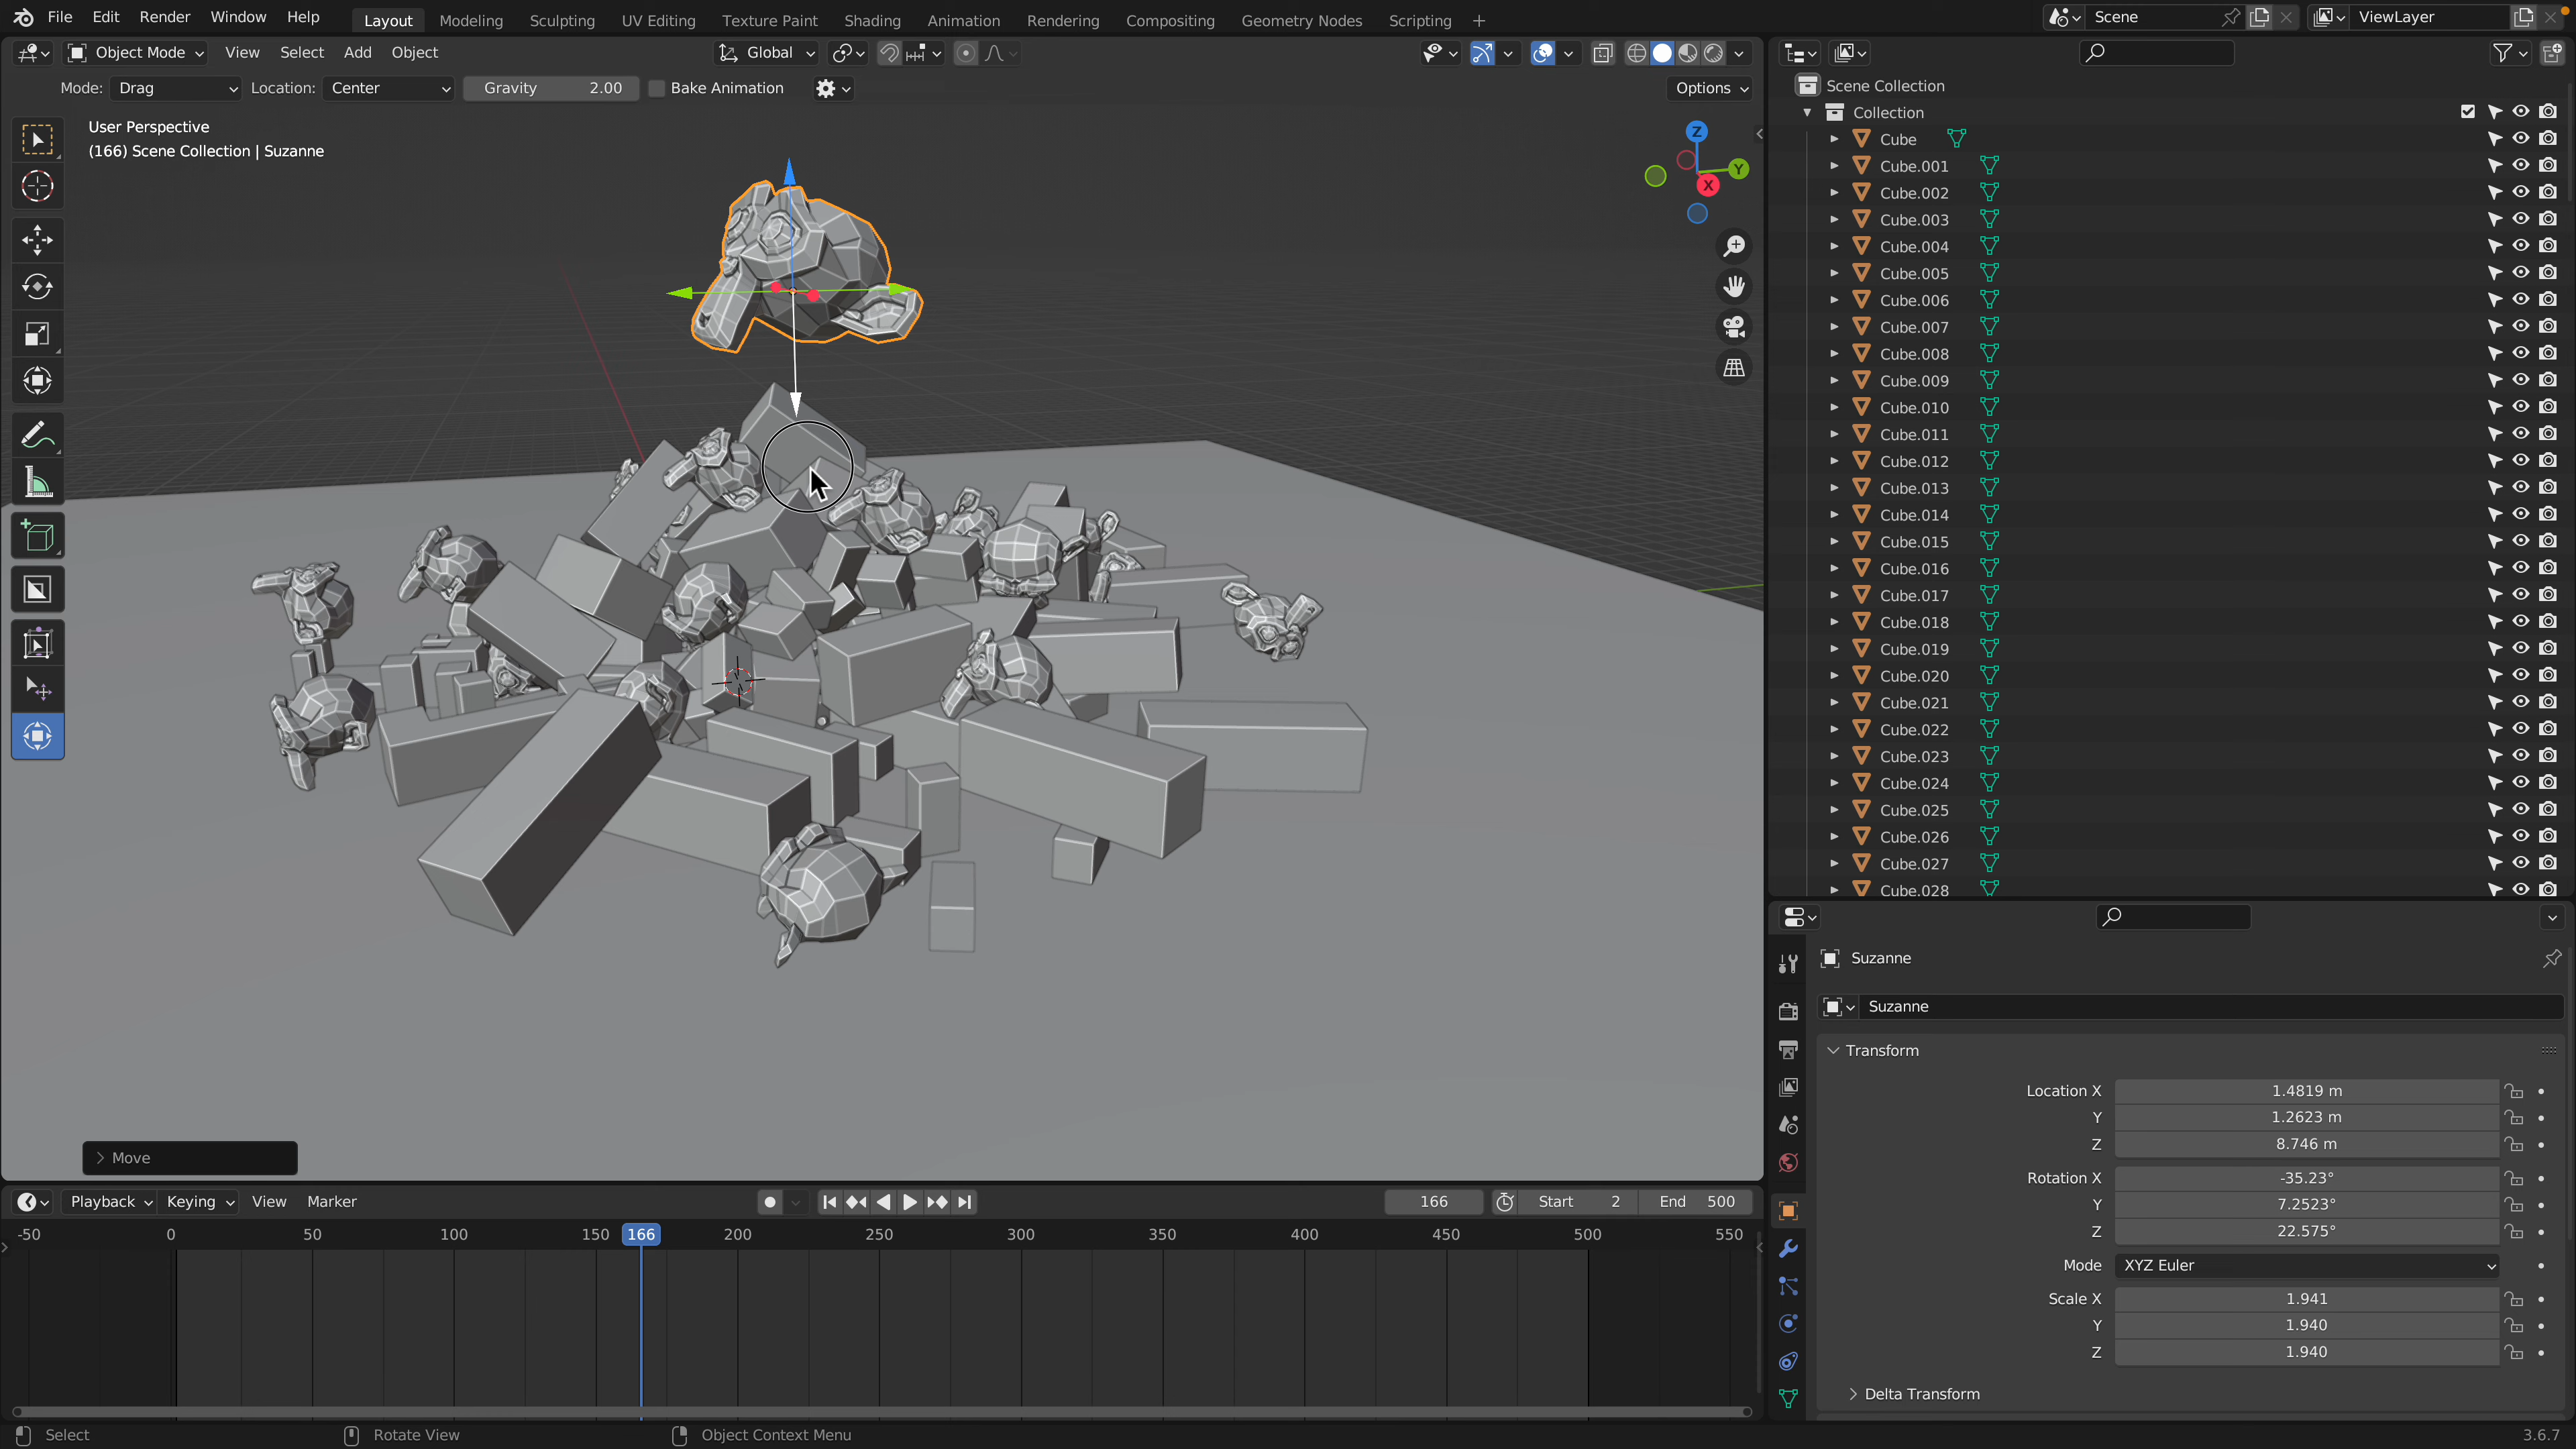 File Edit Render Window Help Layout Modeling Sculpting UV Editing Texture Paint Shading Animation Rendering Compositing Geometry Nodes Scripting + Scene ViewLayer
Object Mode View Select Add Object Global
Mode: Drag Location: Center Gravity 2.00 Bake Animation Options
User Perspective
(166) Scene Collection | Suzanne
Z
Y
X
Move
Scene Collection
Collection
Cube
Cube.001
Cube.002
Cube.003
Cube.004
Cube.005
Cube.006
Cube.007
Cube.008
Cube.009
Cube.010
Cube.011
Cube.012
Cube.013
Cube.014
Cube.015
Cube.016
Cube.017
Cube.018
Cube.019
Cube.020
Cube.021
Cube.022
Cube.023
Cube.024
Cube.025
Cube.026
Cube.027
Cube.028
Suzanne
Suzanne
Transform
Location X 1.4819 m
Y 1.2623 m
Z 8.746 m
Rotation X -35.23°
Y 7.2523°
Z 22.575°
Mode XYZ Euler
Scale X 1.941
Y 1.940
Z 1.940
Delta Transform
Playback Keying View Marker 166 Start 2 End 500
-50 0 50 100 150 166 200 250 300 350 400 450 500 550
Select Rotate View Object Context Menu 3.6.7